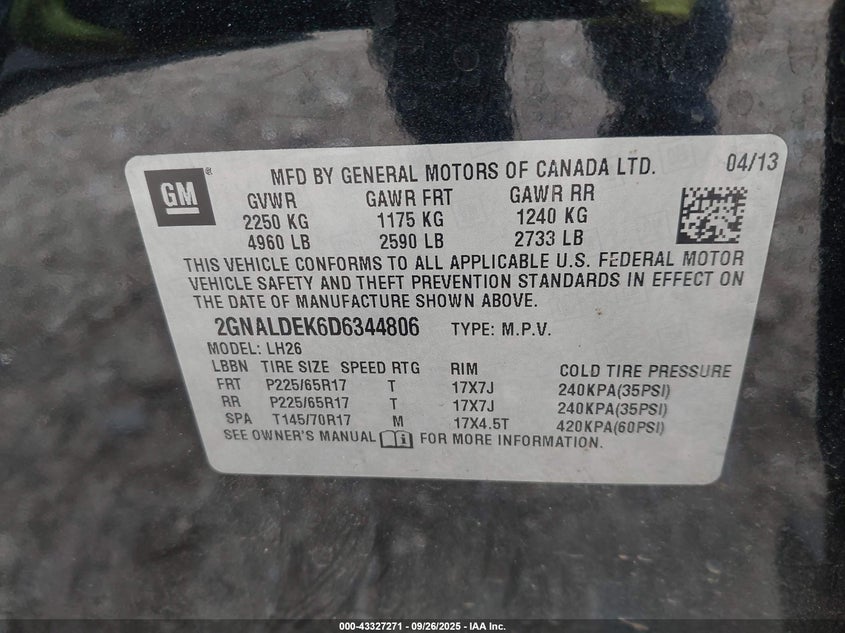 GM ® MFD BY GENERAL MOTORS OF CANADA LTD. 04/13
GVWR GAWR FRT GAWR RR
2250 KG 1175 KG 1240 KG
4960 LB 2590 LB 2733 LB
THIS VEHICLE CONFORMS TO ALL APPLICABLE U.S. FEDERAL MOTOR
VEHICLE SAFETY AND THEFT PREVENTION STANDARDS IN EFFECT ON
THE DATE OF MANUFACTURE SHOWN ABOVE.
2GNALDEK6D6344806 TYPE: M.P.V.
MODEL: LH26
LBBN TIRE SIZE SPEED RTG RIM COLD TIRE PRESSURE
FRT P225/65R17 T 17X7J 240KPA(35PSI)
RR P225/65R17 T 17X7J 240KPA(35PSI)
SPA T145/70R17 M 17X4.5T 420KPA(60PSI)
SEE OWNER'S MANUAL FOR MORE INFORMATION.
000-43327271 - 09/26/2025 - IAA Inc.